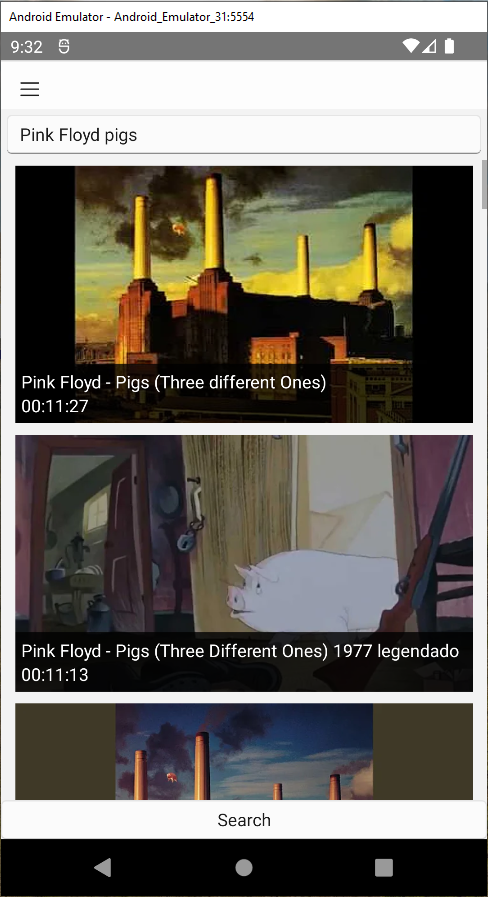 Android Emulator - Android_Emulator_31:5554
9:32
Pink Floyd pigs
Pink Floyd - Pigs (Three different Ones)
00:11:27
Pink Floyd - Pigs (Three Different Ones) 1977 legendado
00:11:13
Search